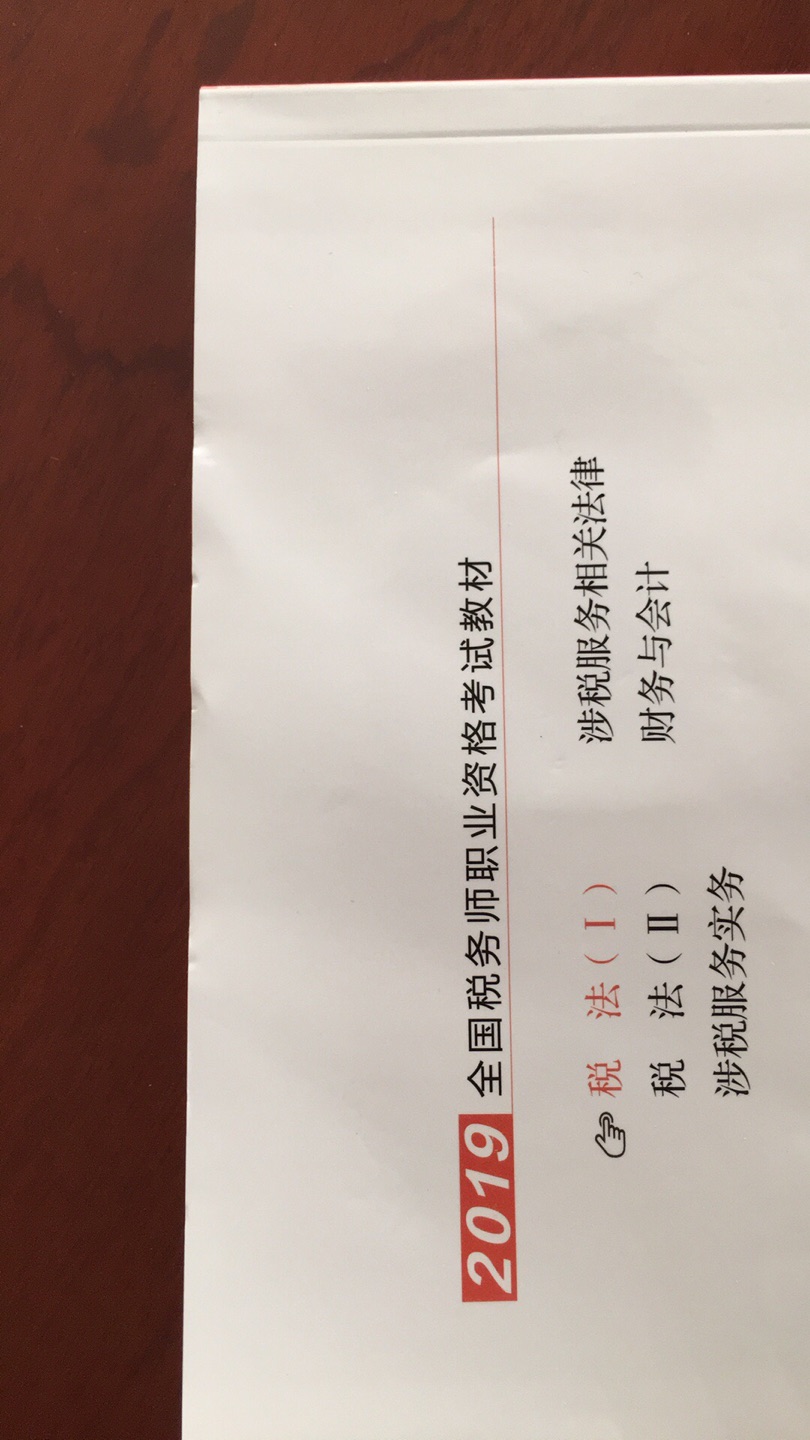 2019 全国税务师职业资格考试教材
☞ 税 法（Ⅰ） 涉税服务相关法律
税 法（Ⅱ） 财务与会计
涉税服务实务